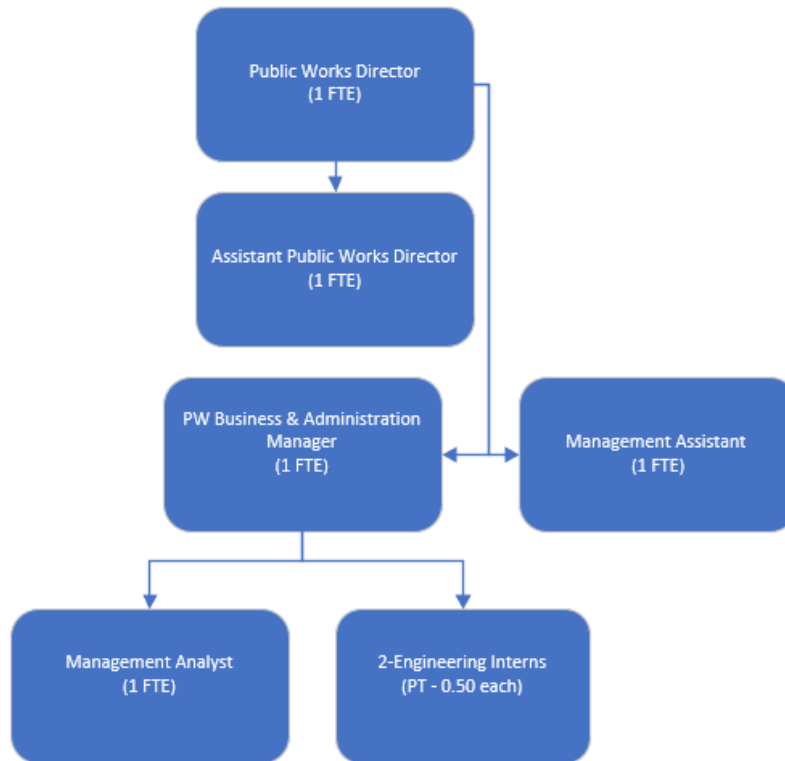 Public Works Director
(1 FTE)
Assistant Public Works Director
(1 FTE)
PW Business & Administration
Manager
(1 FTE)
Management Assistant
(1 FTE)
Management Analyst
(1 FTE)
2-Engineering Interns
(PT - 0.50 each)